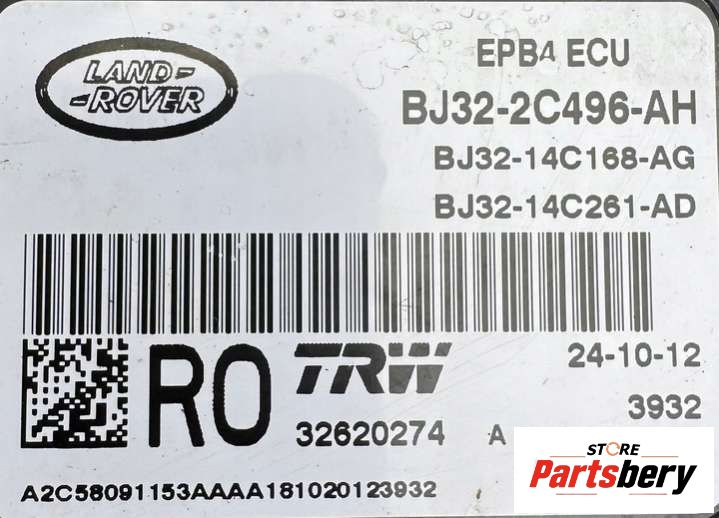 LAND-
-ROVER
EPB4 ECU
BJ32-2C496-AH
BJ32-14C168-AG
BJ32-14C261-AD
RO
TRW
24-10-12
32620274 A
3932
A2C58091153AAAA181020123932
STORE
Partsbery